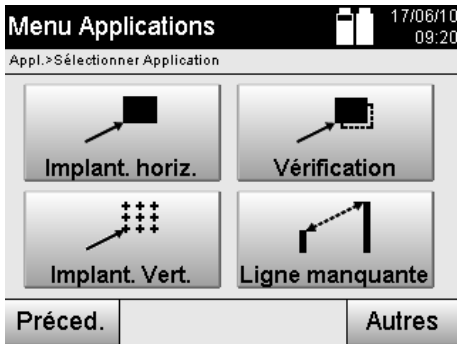 Menu Applications
17/06/10
09:20
Appl.>Sélectionner Application
Implant. horiz.
Vérification
Implant. Vert.
Ligne manquante
Préced.
Autres